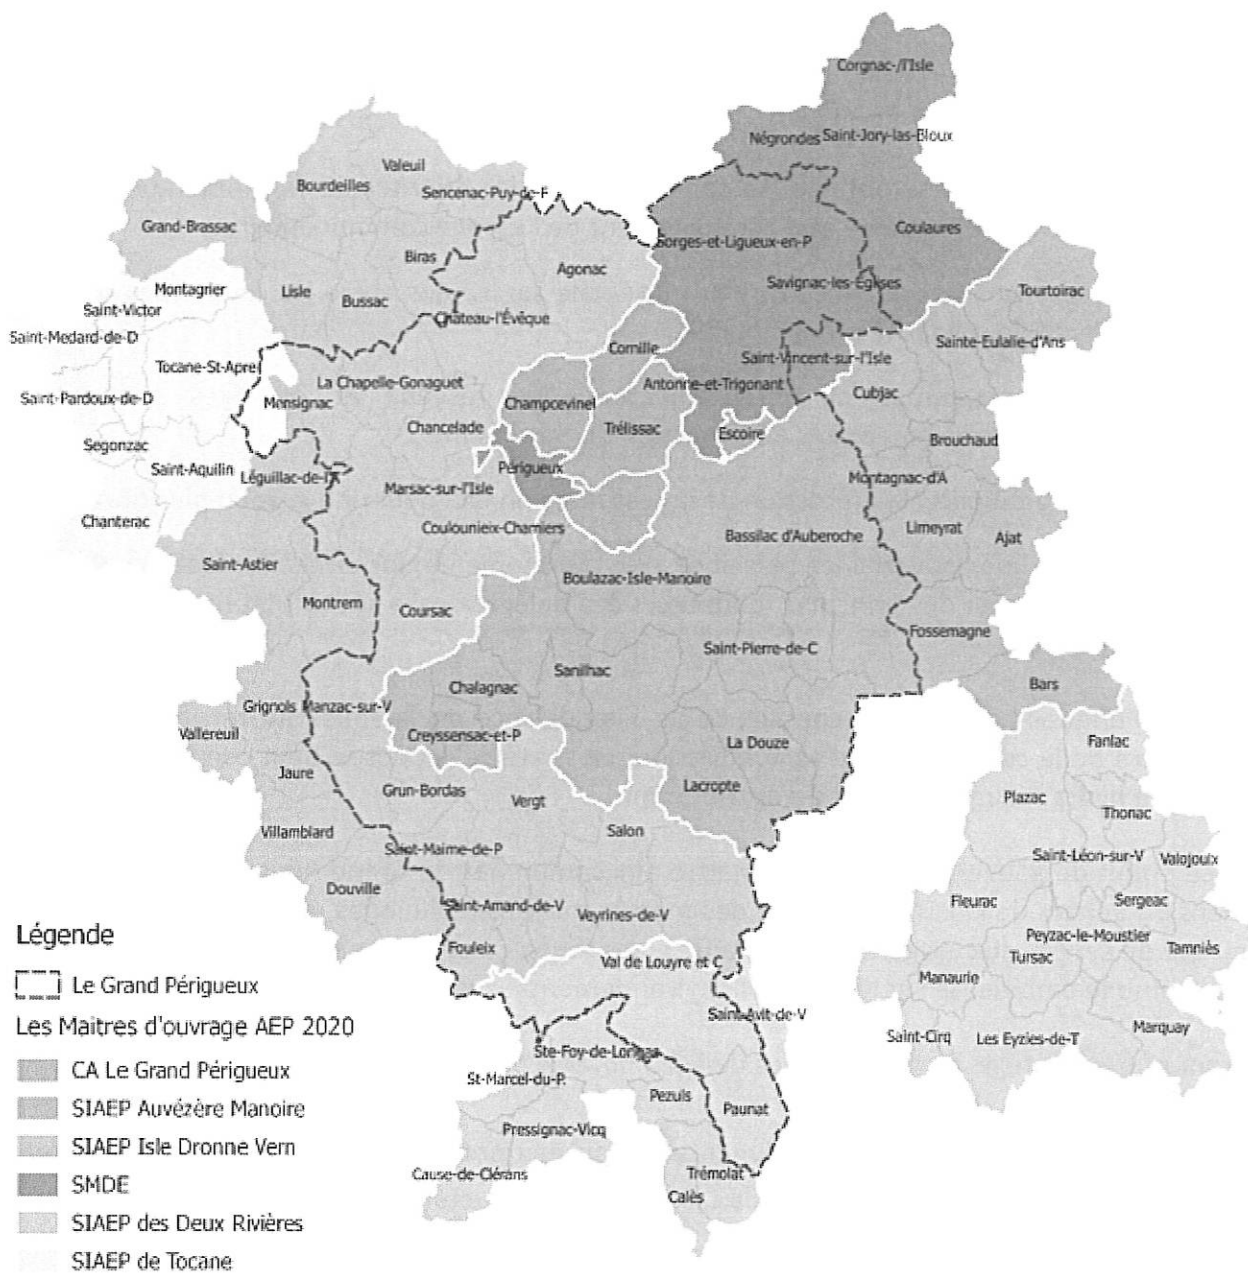 Corgnac-/l'Isle
Négrondes Saint-Jory-las-Bloux
Valeuil
Bourdeilles
Sencenac-Puy-de-F
Grand-Brassac
Coulaures
Sorges-et-Ligueux-en-P
Biras
Agonac
Savignac-les-Églises
Montagrier
Lisle
Bussac
Tourtoirac
Saint-Victor
Château-l'Évêque
Saint-Medard-de-D
Sainte-Eulalie-d'Ans
Cornille
Saint-Vincent-sur-l'Isle
Tocane-St-Apre
La Chapelle-Gonaguet
Antonne-et-Trigonant
Cubjac
Saint-Pardoux-de-D
Mensignac
Champcevinel
Chancelade
Trélissac
Escoire
Brouchaud
Segonzac
Saint-Aquilin
Léguillac-de-l'A
Périgueux
Montagnac-d'A
Marsac-sur-l'Isle
Chanterac
Coulounieix-Chamiers
Bassilac d'Auberoche
Limeyrat
Ajat
Saint-Astier
Boulazac-Isle-Manoire
Montrem
Coursac
Fossemagne
Saint-Pierre-de-C
Sanilhac
Chalagnac
Bars
Grignols Manzac-sur-V
Vallereuil
Creyssensac-et-P
La Douze
Fanlac
Jaure
Grun-Bordas
Vergt
Lacropte
Plazac
Thonac
Villamblard
Salon
Saint-Maime-de-P
Saint-Léon-sur-V
Valojoulx
Douville
Saint-Amand-de-V
Veyrines-de-V
Fleurac
Sergeac
Peyzac-le-Moustier
Fouleix
Tursac
Tamniès
Val de Louyre et C
Manaurie
Saint-Avit-de-V
Marquay
Saint-Cirq
Les Eyzies-de-T
Ste-Foy-de-Longas
St-Marcel-du-P.
Pezuls
Paunat
Pressignac-Vicq
Cause-de-Clérans
Trémolat
Calès
Légende
Le Grand Périgueux
Les Maitres d'ouvrage AEP 2020
CA Le Grand Périgueux
SIAEP Auvézère Manoire
SIAEP Isle Dronne Vern
SMDE
SIAEP des Deux Rivières
SIAEP de Tocane